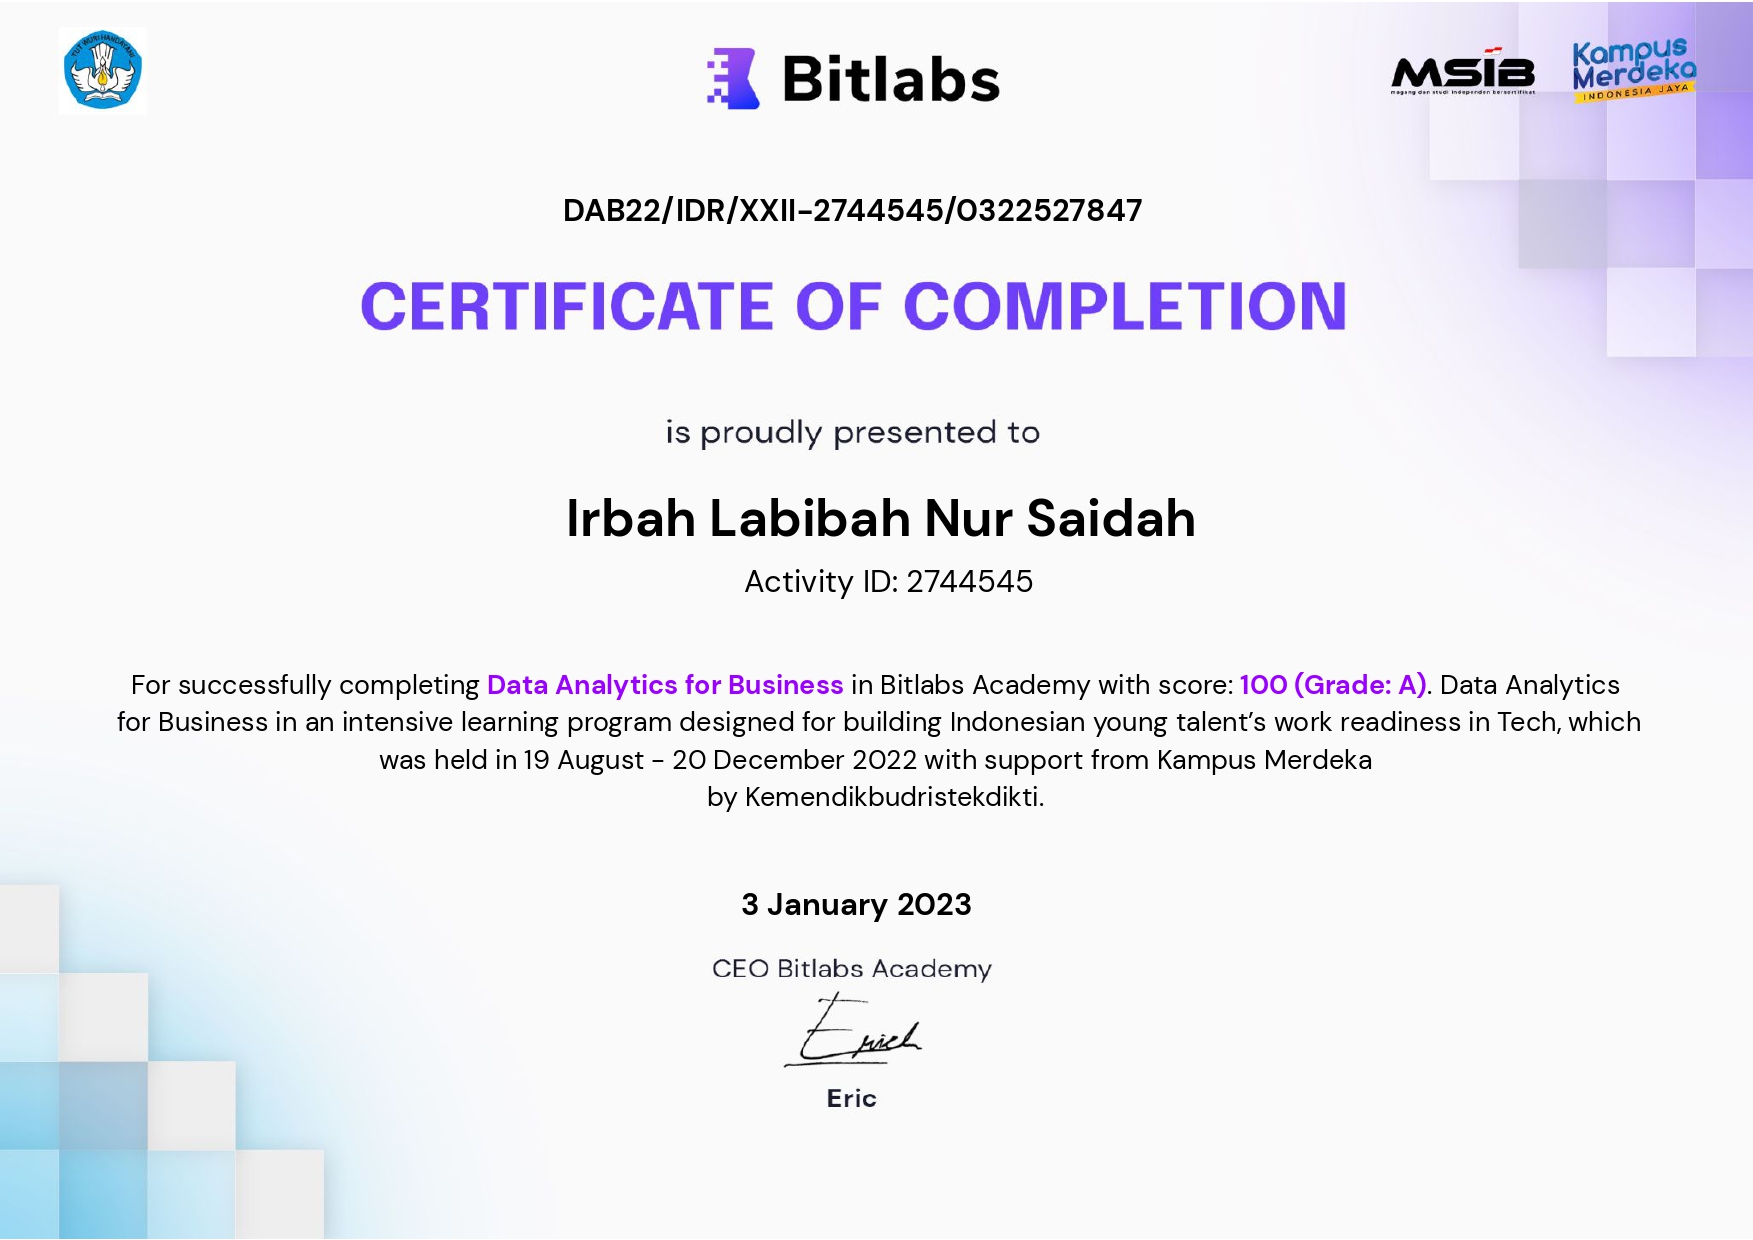 TUT WURI HANDAYANI
Bitlabs
MSIB
magang dan studi independen bersertifikat
Kampus
Merdeka
INDONESIA JAYA
DAB22/IDR/XXII-2744545/0322527847
CERTIFICATE OF COMPLETION
is proudly presented to
Irbah Labibah Nur Saidah
Activity ID: 2744545
For successfully completing Data Analytics for Business in Bitlabs Academy with score: 100 (Grade: A). Data Analytics
for Business in an intensive learning program designed for building Indonesian young talent’s work readiness in Tech, which
was held in 19 August - 20 December 2022 with support from Kampus Merdeka
by Kemendikbudristekdikti.
3 January 2023
CEO Bitlabs Academy
Erich
Eric